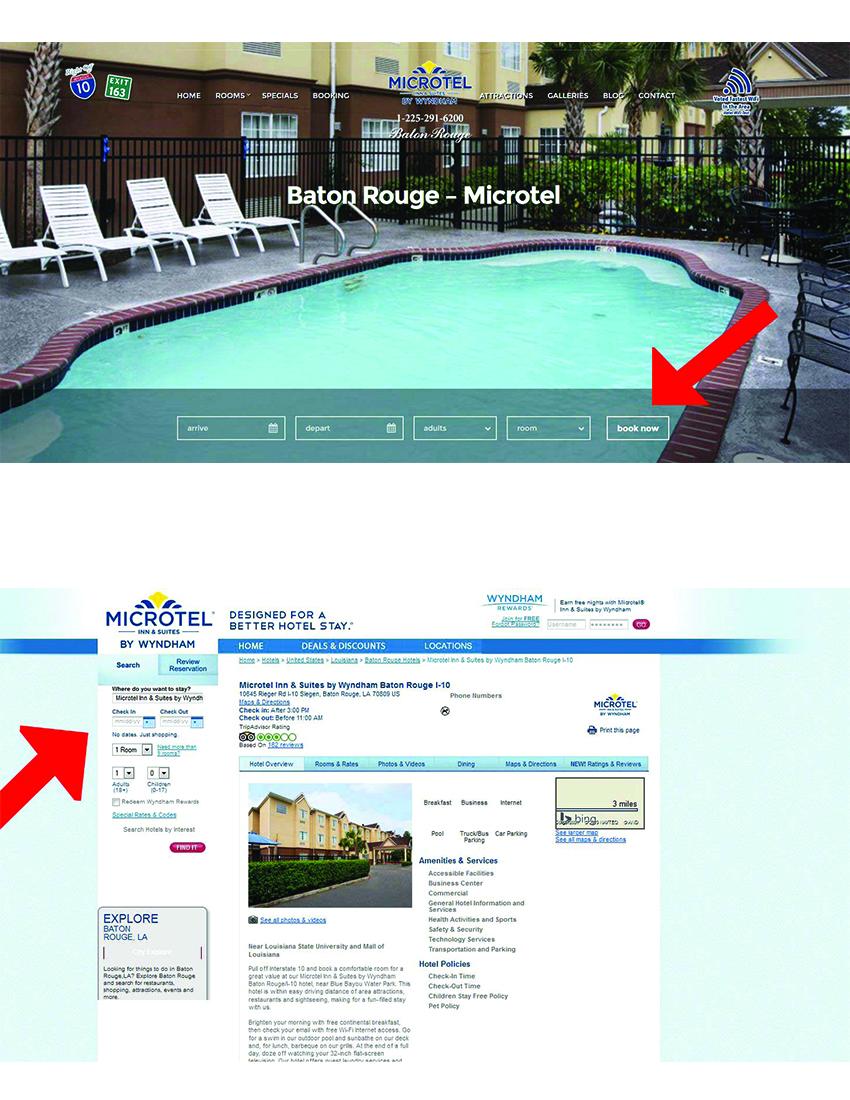 Right Off
INTERSTATE
10
EXIT
163
HOME ROOMS SPECIALS BOOKING
MICROTEL
INN & SUITES
BY WYNDHAM
1-225-291-6200
Baton Rouge
ATTRACTIONS GALLERIES BLOG CONTACT
Voted Fastest WiFi
In the Area
Baton Rouge – Microtel
3 FT
arrive depart adults room book now
MICROTEL
INN & SUITES
BY WYNDHAM
DESIGNED FOR A
BETTER HOTEL STAY.
WYNDHAM
REWARDS
Earn free nights with Microtel®
Inn & Suites by Wyndham
Join for FREE
Forgot Password?
Username
GO
HOME DEALS & DISCOUNTS LOCATIONS
Search
Review
Reservation
Home > Hotels > United States > Louisiana > Baton Rouge Hotels > Microtel Inn & Suites by Wyndham Baton Rouge I-10
Where do you want to stay?
Microtel Inn & Suites by Wyndh
Check In Check Out
mm/dd/yy mm/dd/yy
No dates. Just shopping.
1 Room
Need more than
9 rooms?
1 0
Adults
(18+)
Children
(0-17)
Redeem Wyndham Rewards
Special Rates & Codes
Search Hotels by Interest
FIND IT
EXPLORE
BATON
ROUGE, LA
City Explore
Looking for things to do in Baton
Rouge,LA? Explore Baton Rouge
and search for restaurants,
shopping, attractions, events and
more.
Microtel Inn & Suites by Wyndham Baton Rouge I-10
10645 Rieger Rd I-10 Siegen, Baton Rouge, LA 70809 US
Maps & Directions
Check in: After 3:00 PM
Check out: Before 11:00 AM
TripAdvisor Rating
Based On 162 reviews
Phone Numbers
MICROTEL
INN & SUITES
BY WYNDHAM
Print this page
Hotel Overview Rooms & Rates Photos & Videos Dining Maps & Directions NEW! Ratings & Reviews
See all photos & videos
Breakfast Business Internet
Pool Truck/Bus
Parking
Car Parking
3 miles
bing
See larger map
See all maps & directions
Amenities & Services
Accessible Facilities
Business Center
Commercial
General Hotel Information and
Services
Health Activities and Sports
Safety & Security
Technology Services
Transportation and Parking
Hotel Policies
Check-In Time
Check-Out Time
Children Stay Free Policy
Pet Policy
Near Louisiana State University and Mall of
Louisiana
Pull off Interstate 10 and book a comfortable room for a
great value at our Microtel Inn & Suites by Wyndham
Baton Rouge/I-10 hotel, near Blue Bayou Water Park. This
hotel is within easy driving distance of area attractions,
restaurants and sightseeing, making for a fun-filled stay
with us.
Brighten your morning with free continental breakfast,
then check your email with free Wi-Fi Internet access. Go
for a swim in our outdoor pool and sunbathe on our deck
and, for lunch, barbeque on our grills. At the end of a full
day, doze off watching your 32-inch flat-screen
television. Our hotel offers guest laundry services and